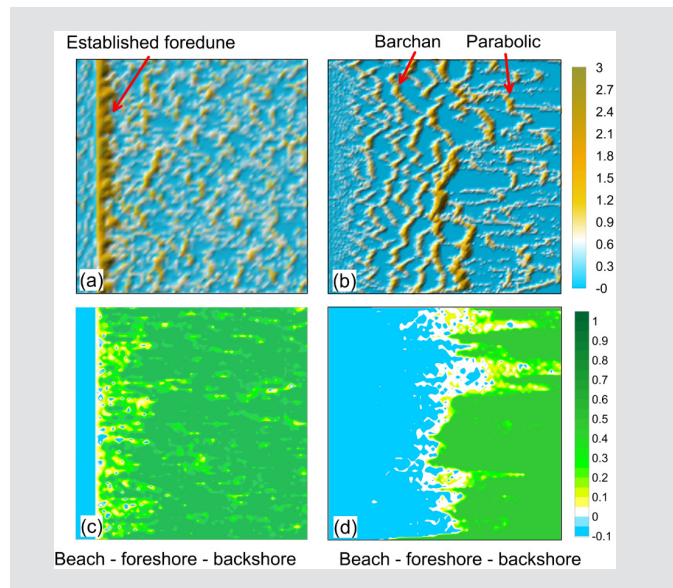 Established foredune
Barchan
Parabolic
3
2.7
2.4
2.1
1.8
1.5
1.2
0.9
0.6
0.3
-0
(a)
(b)
1
0.9
0.8
0.7
0.6
0.5
0.4
0.3
0.2
0.1
0
-0.1
(c)
(d)
Beach - foreshore - backshore
Beach - foreshore - backshore